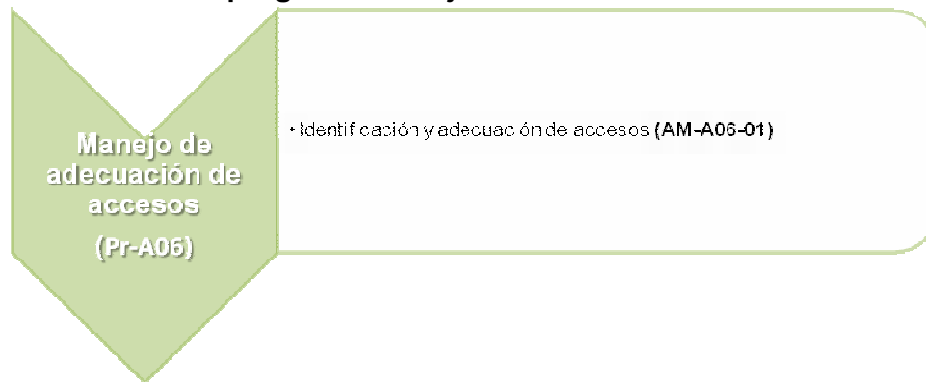 Manejo de
adecuación de
accesos
(Pr-A06)
• Identificación y adecuación de accesos (AM-A06-01)